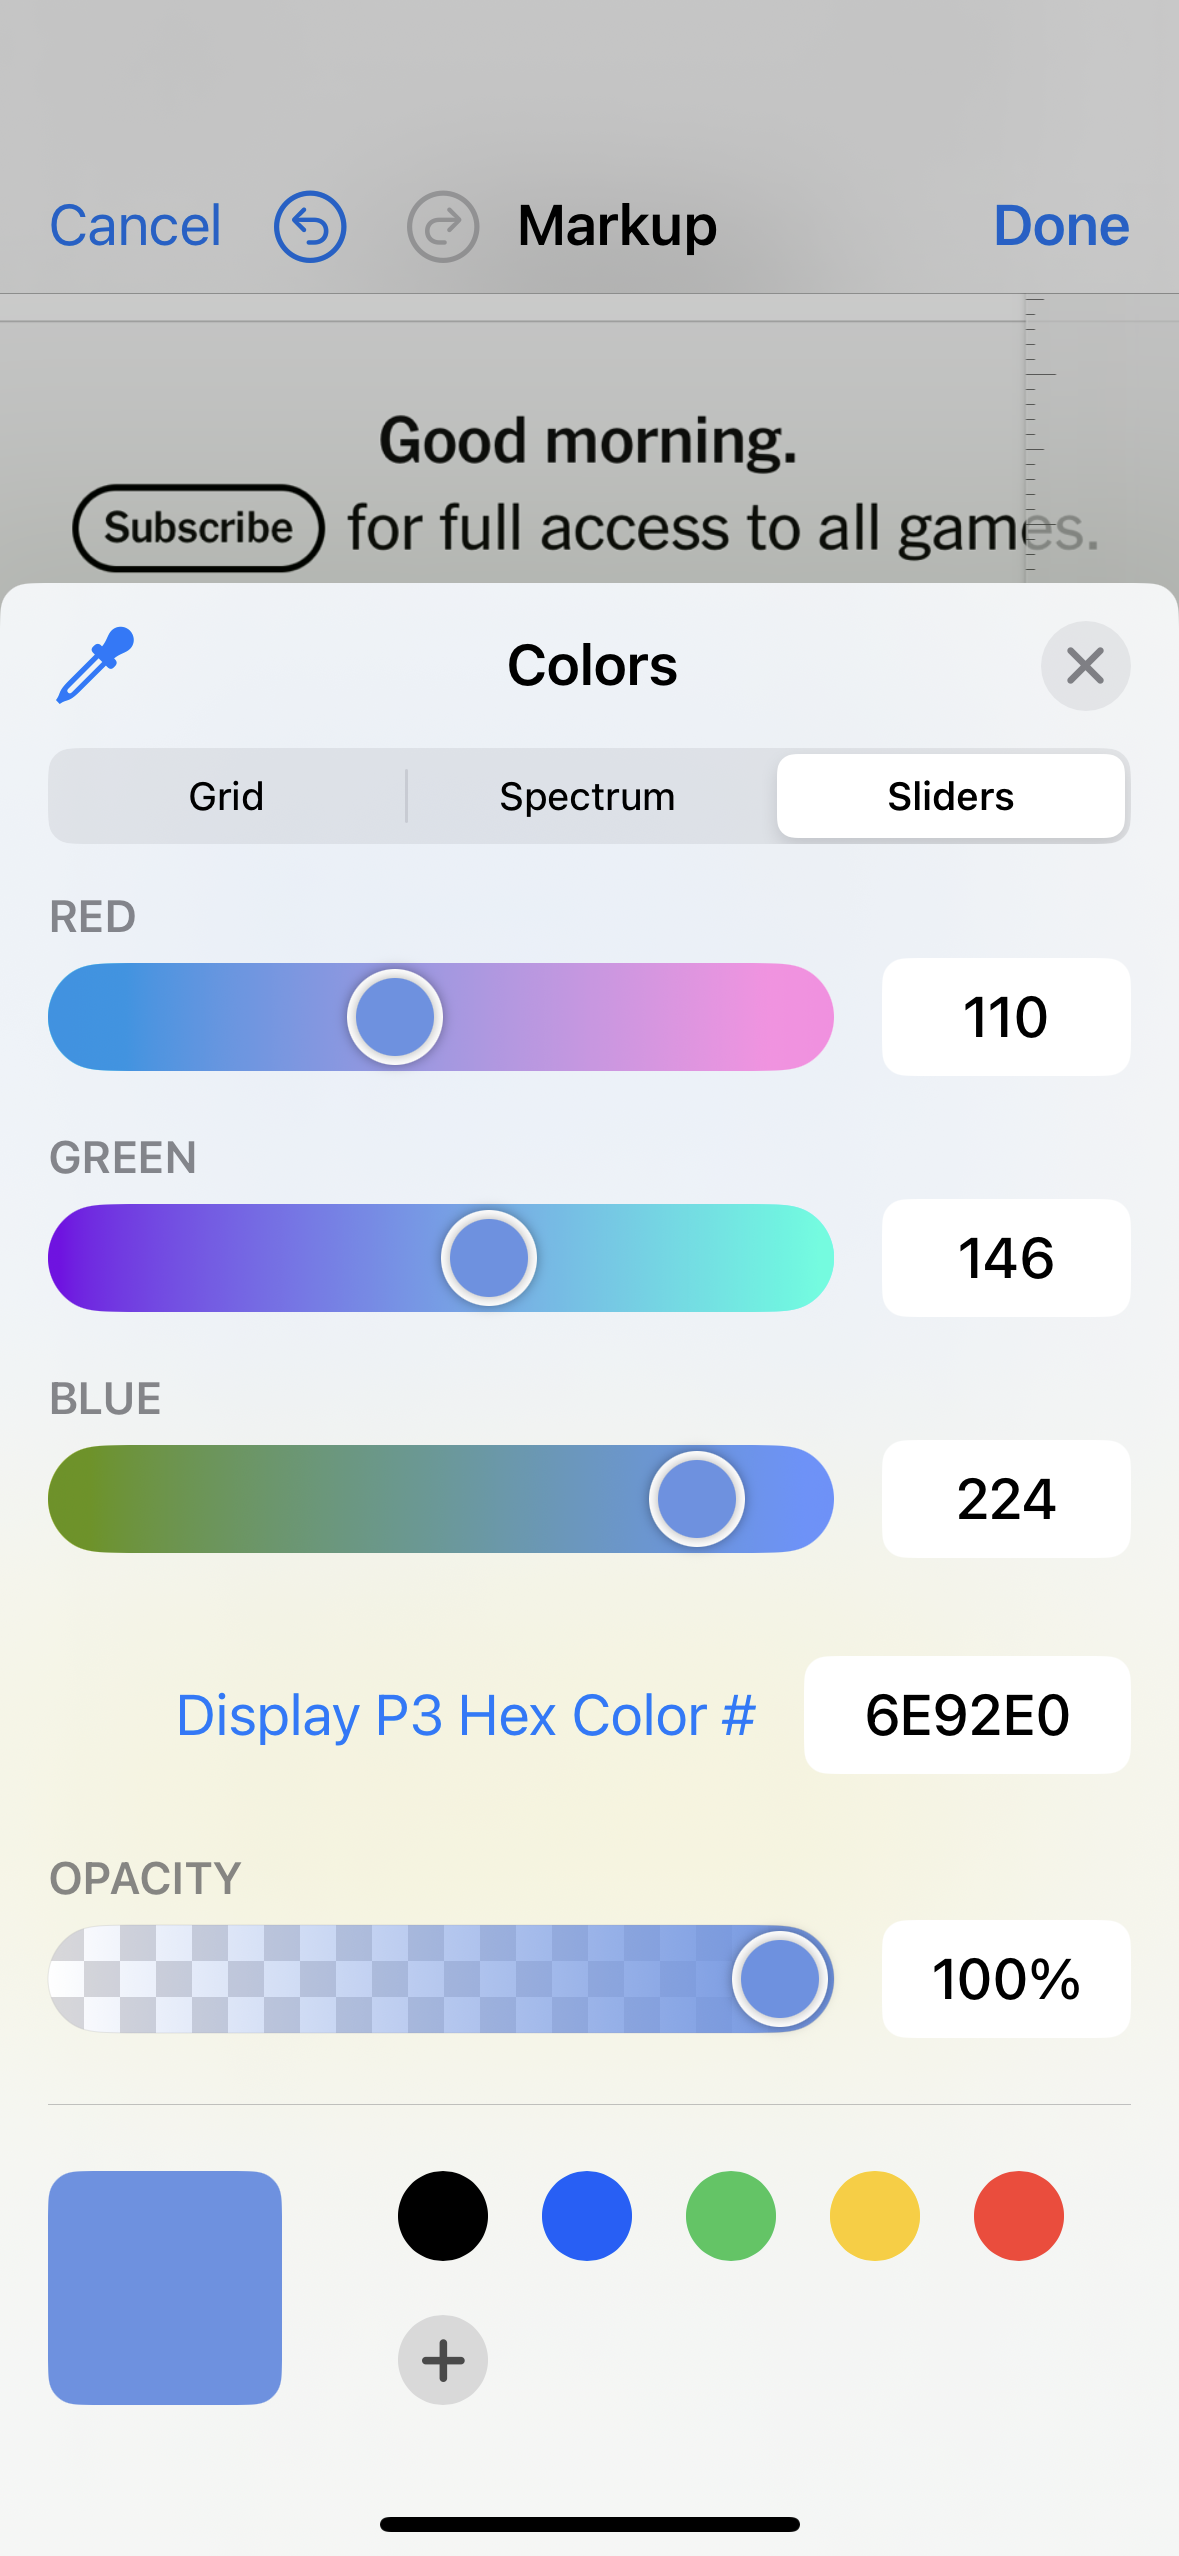 Cancel Markup Done
Good morning.
Subscribe for full access to all games.
Colors
Grid Spectrum Sliders
RED
110
GREEN
146
BLUE
224
Display P3 Hex Color # 6E92E0
OPACITY
100%